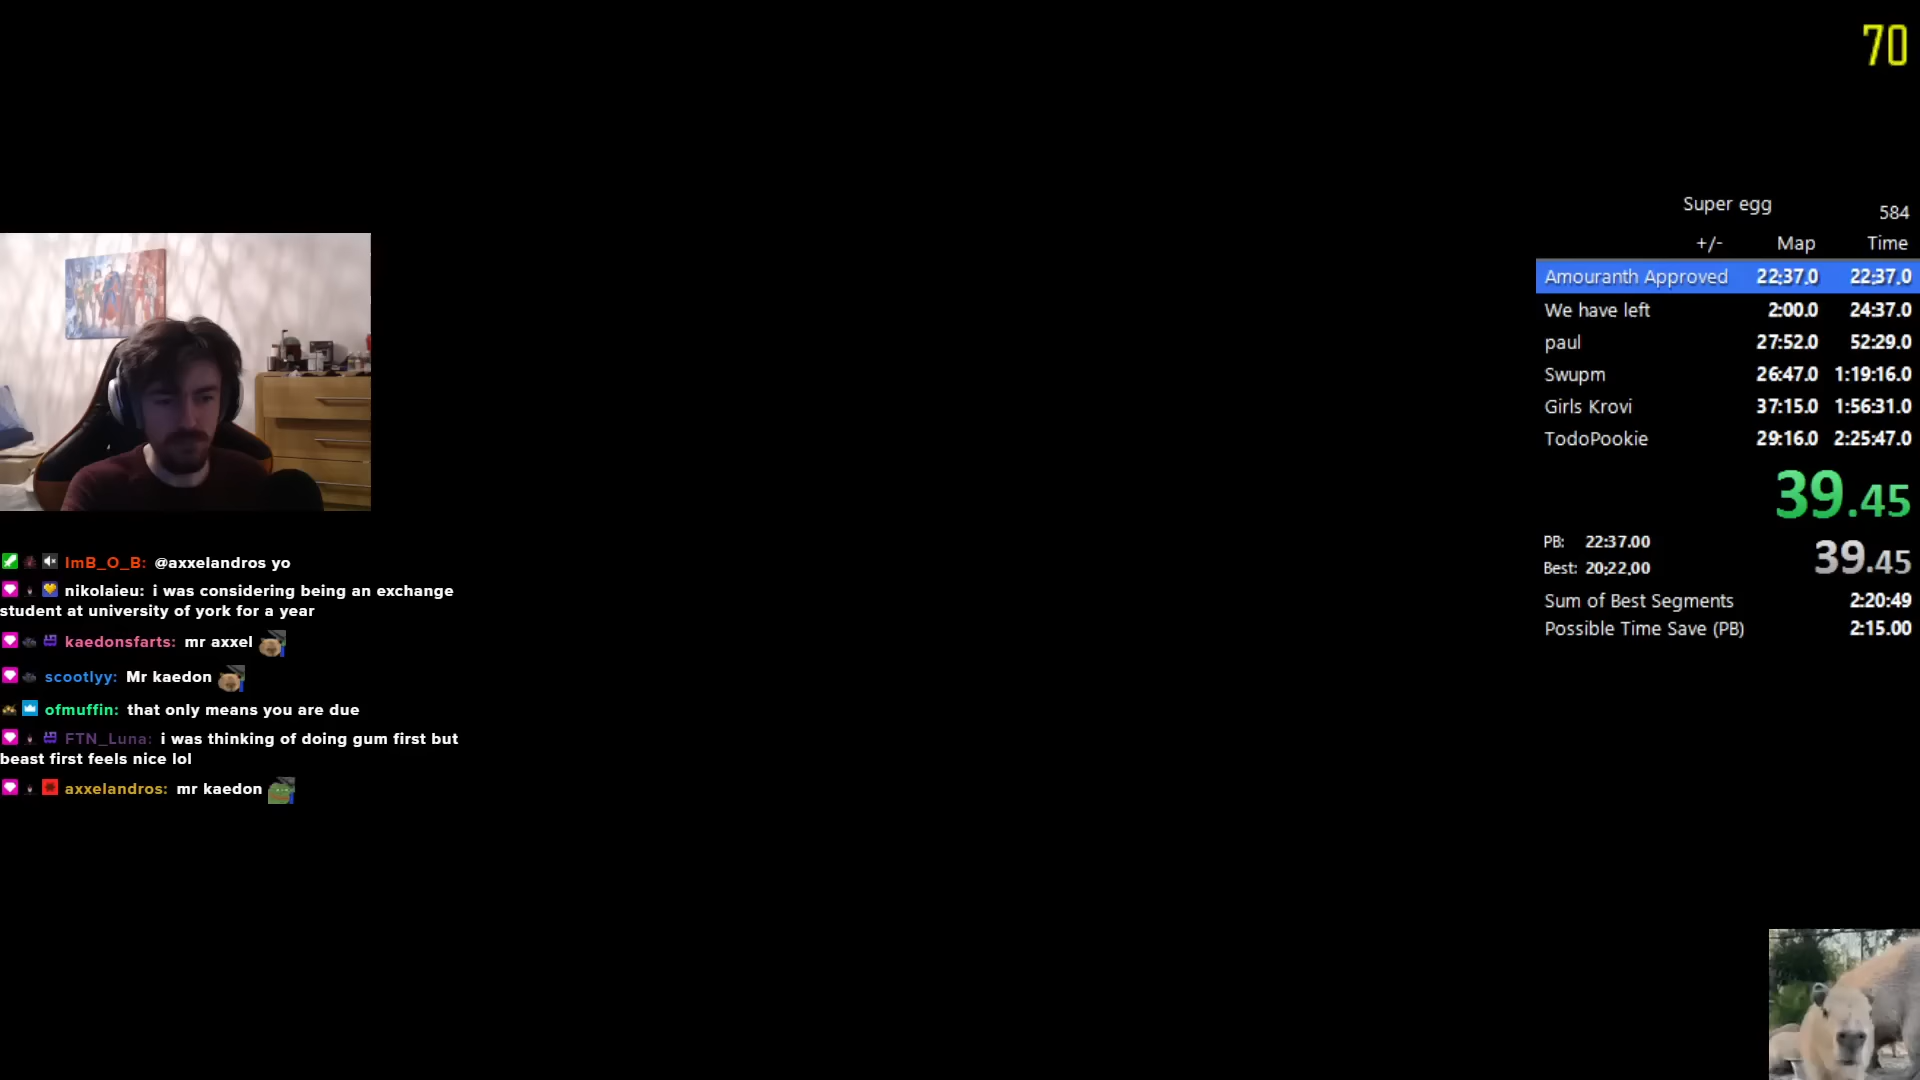 70
Super egg
584
+/- Map Time
Amouranth Approved 22:37.0 22:37.0
We have left 2:00.0 24:37.0
paul 27:52.0 52:29.0
Swupm 26:47.0 1:19:16.0
Girls Krovi 37:15.0 1:56:31.0
TodoPookie 29:16.0 2:25:47.0
39.45
PB: 22:37.00
39.45
Best: 20:22.00
Sum of Best Segments 2:20:49
Possible Time Save (PB) 2:15.00
ImB_O_B: @axxelandros yo
nikolaieu: i was considering being an exchange
student at university of york for a year
kaedonsfarts: mr axxel
scootlyy: Mr kaedon
ofmuffin: that only means you are due
FTN_Luna: i was thinking of doing gum first but
beast first feels nice lol
axxelandros: mr kaedon